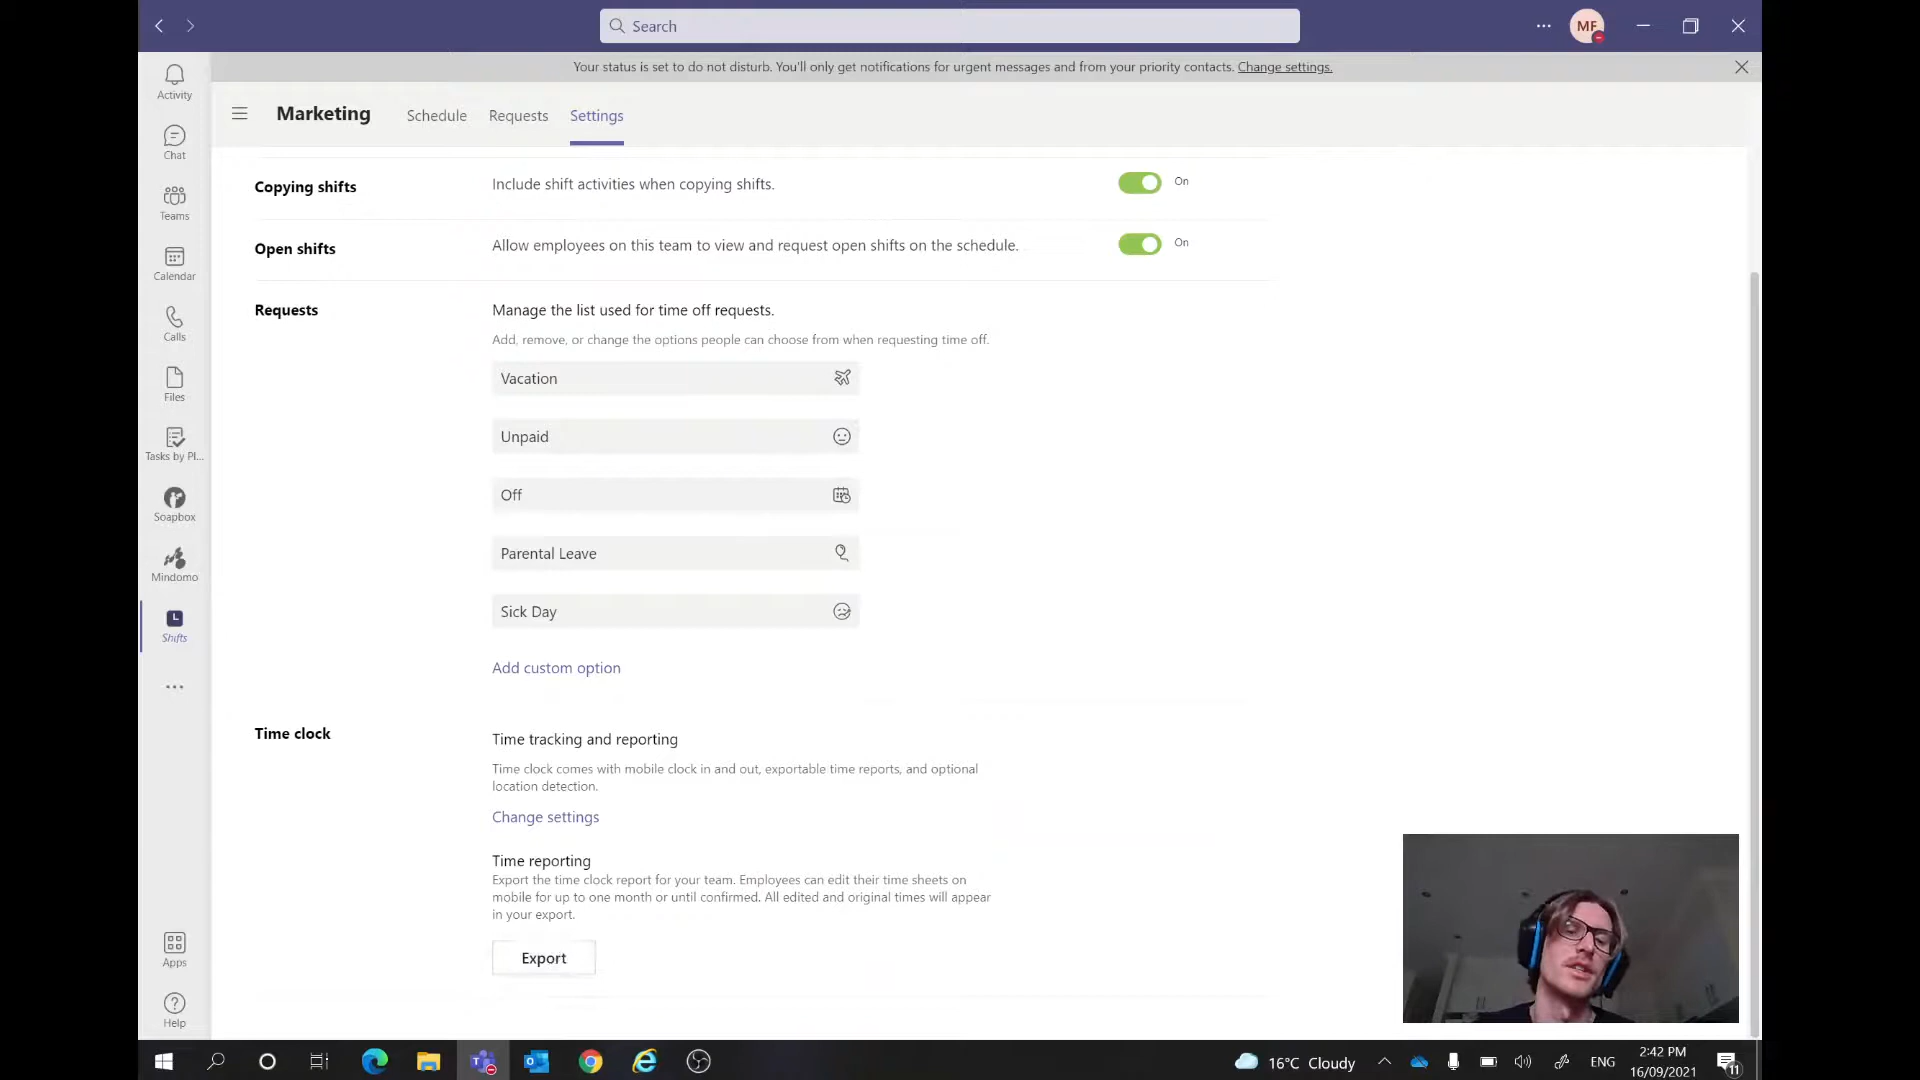 Search
MF
Your status is set to do not disturb. You'll only get notifications for urgent messages and from your priority contacts. Change settings.
Activity
Chat
Teams
Calendar
Calls
Files
Tasks by Pl...
Soapbox
Mindomo
Shifts
Apps
Help
Marketing
Schedule
Requests
Settings
Copying shifts
Include shift activities when copying shifts.
On
Open shifts
Allow employees on this team to view and request open shifts on the schedule.
On
Requests
Manage the list used for time off requests.
Add, remove, or change the options people can choose from when requesting time off.
Vacation
Unpaid
Off
Parental Leave
Sick Day
Add custom option
Time clock
Time tracking and reporting
Time clock comes with mobile clock in and out, exportable time reports, and optional
location detection.
Change settings
Time reporting
Export the time clock report for your team. Employees can edit their time sheets on
mobile for up to one month or until confirmed. All edited and original times will appear
in your export.
Export
16°C Cloudy
ENG
2:42 PM
16/09/2021
11